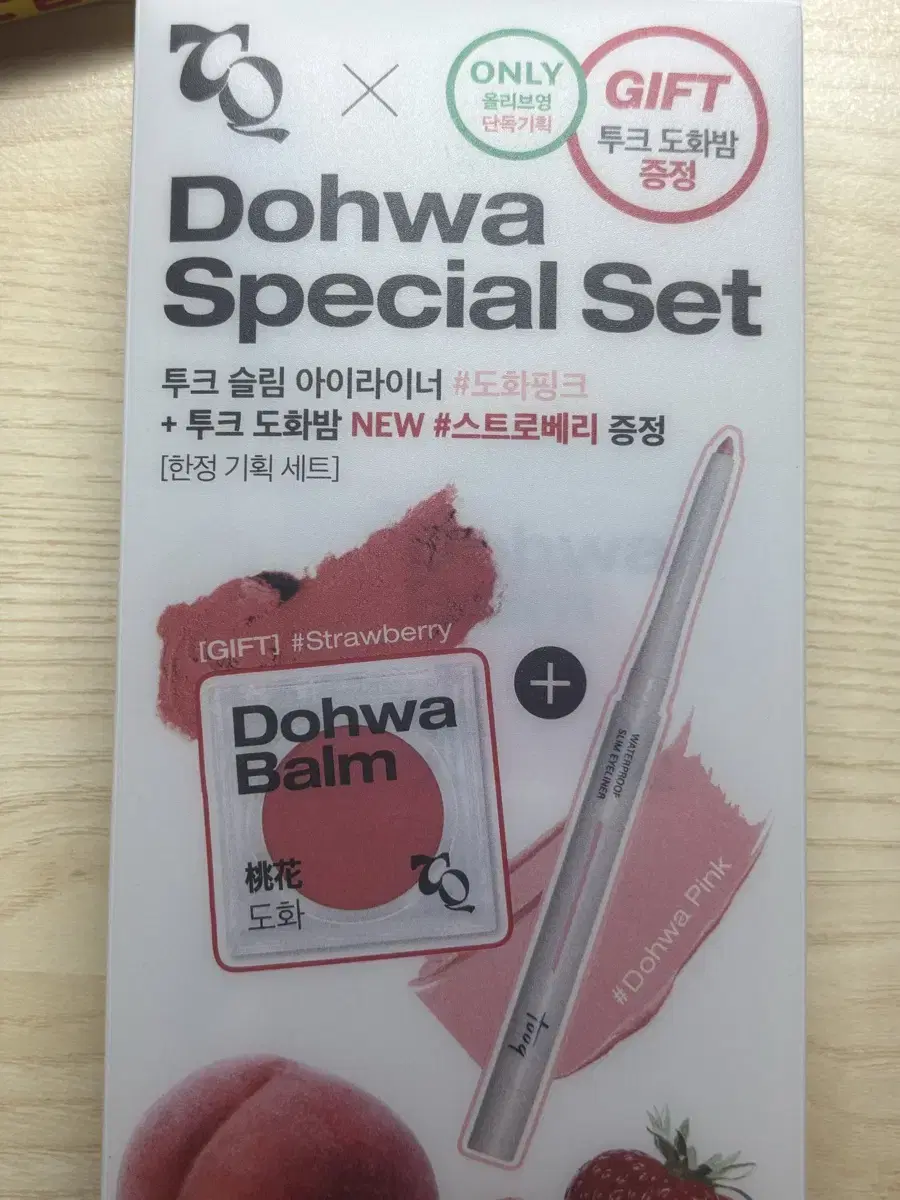 TQ
×
ONLY
올리브영
단독기획
GIFT
투크 도화밤
증정
Dohwa
Special Set
투크 슬림 아이라이너 #도화핑크
+ 투크 도화밤 NEW #스트로베리 증정
[한정 기획 세트]
[GIFT] #Strawberry
Dohwa
Balm
桃花
도화
TQ
+
WATERPROOF
SLIM EYELINER
#Dohwa Pink
tuuq